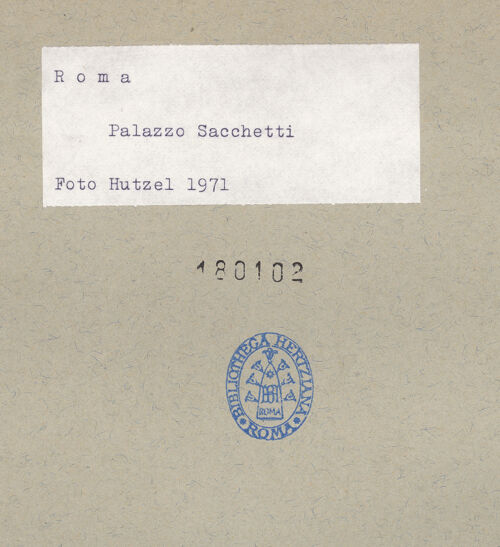 R o m a
Palazzo Sacchetti
Foto Hutzel 1971
180102
BIBLIOTHECA HERTZIANA
ROMA
ROMA